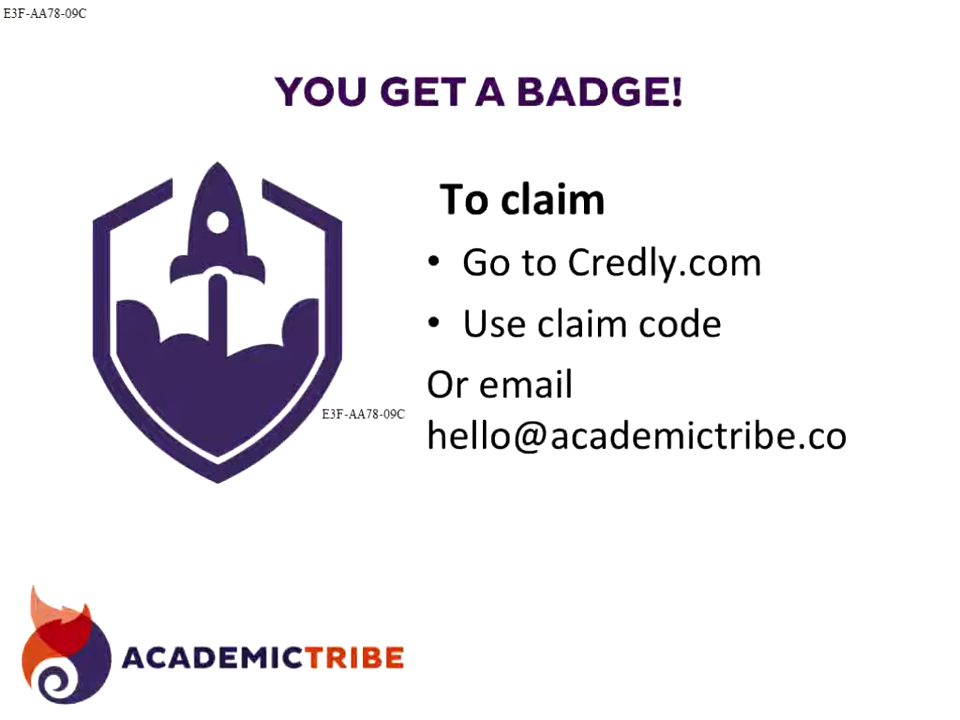 E3F-AA78-09C
YOU GET A BADGE!
To claim
• Go to Credly.com
• Use claim code
Or email
E3F-AA78-09C
hello@academictribe.co
ACADEMICTRIBE